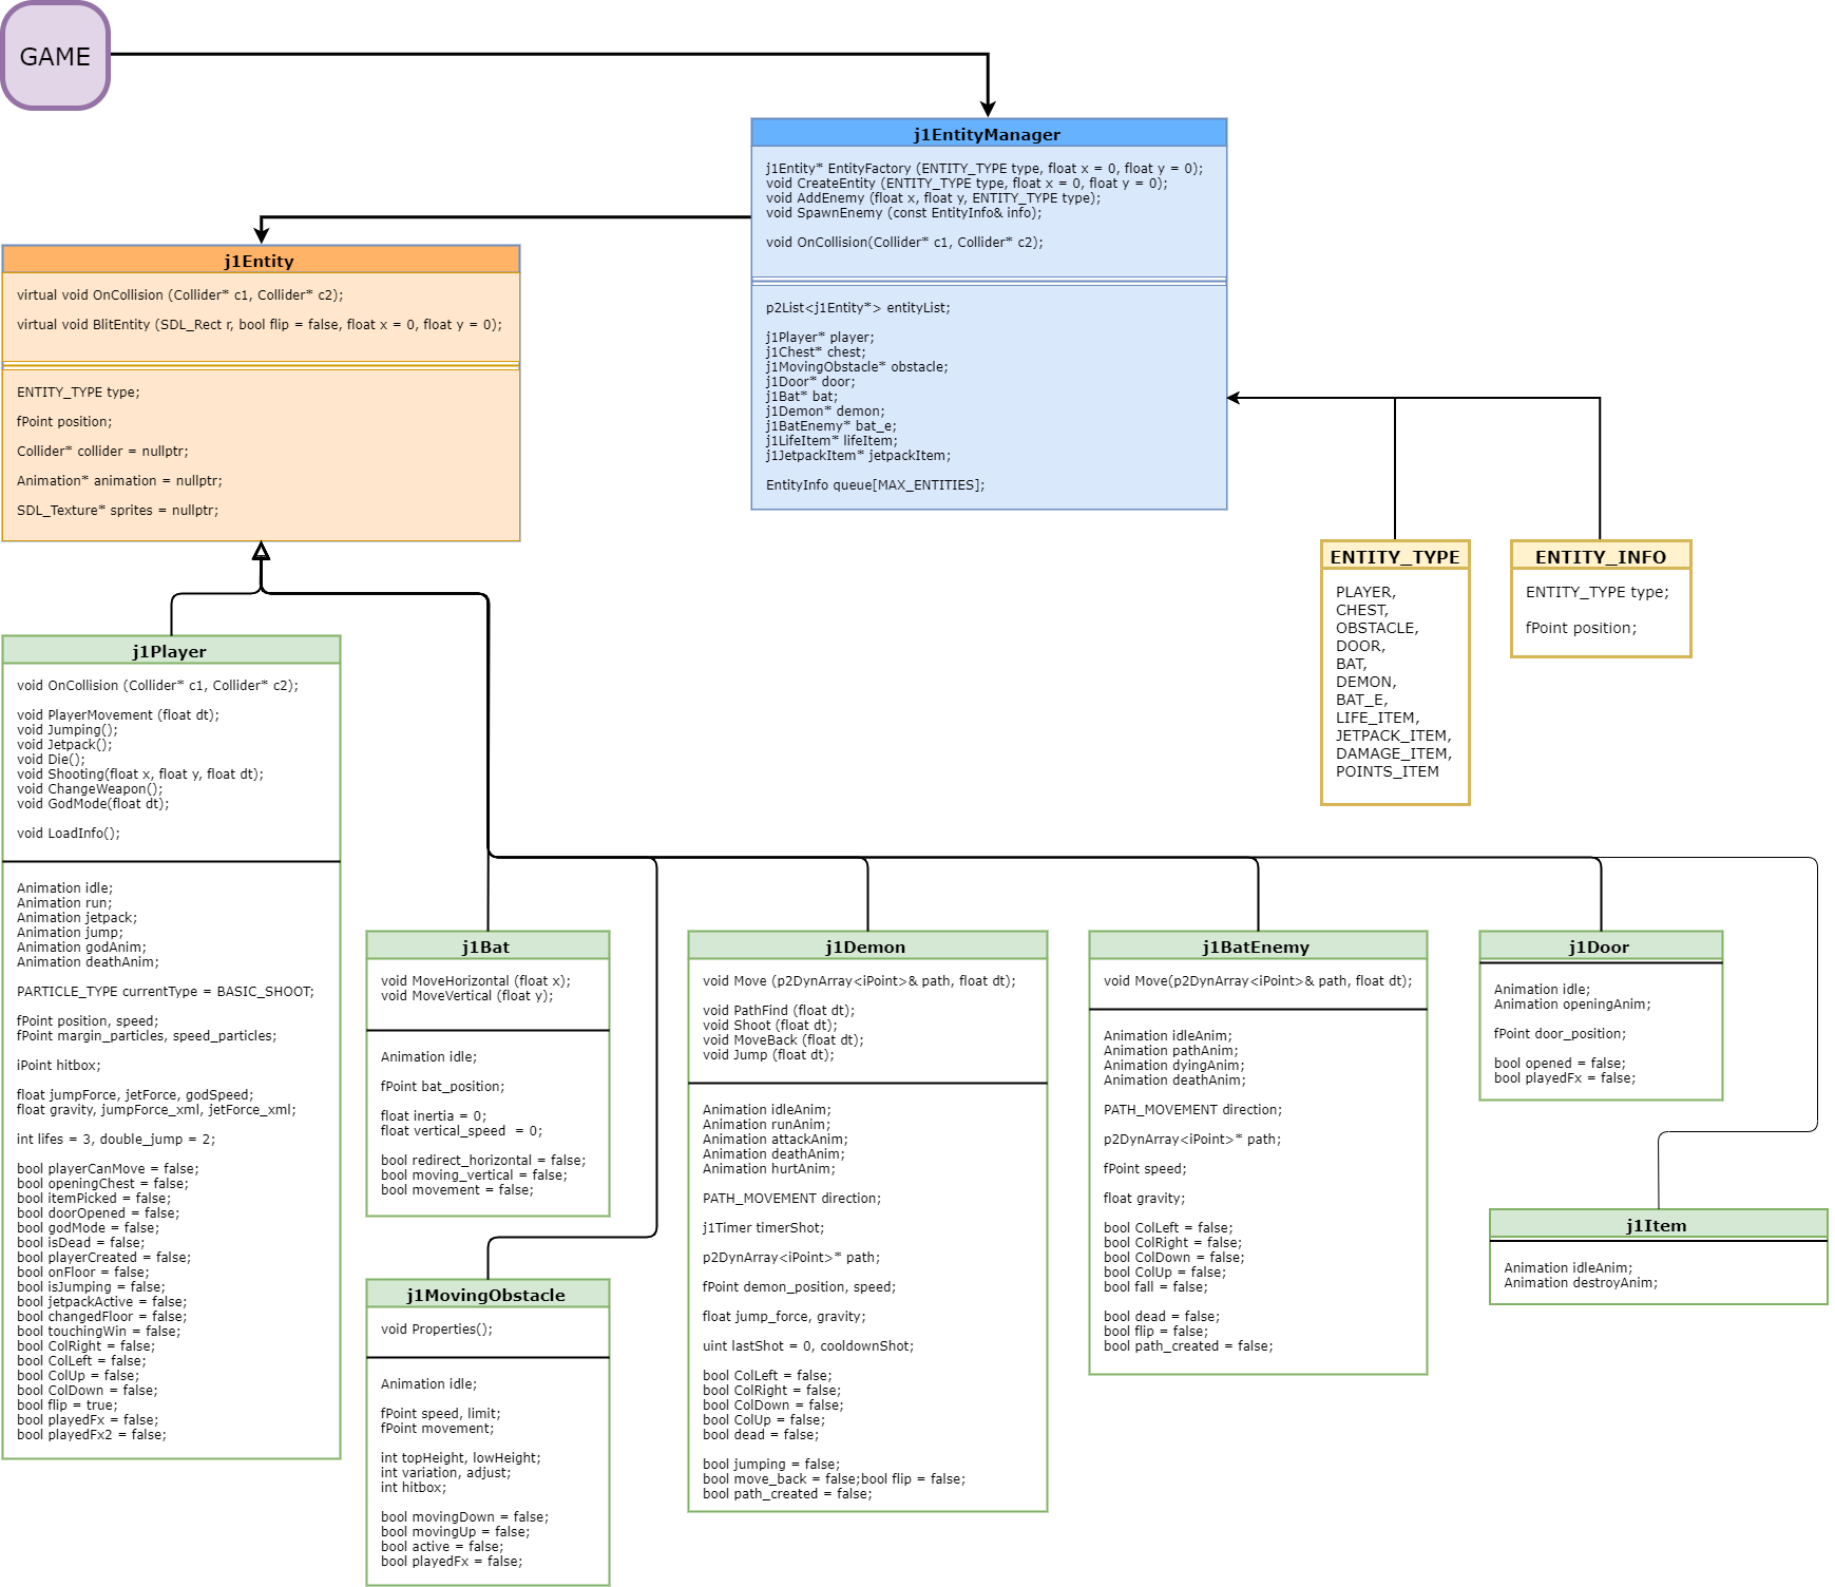 GAME
j1EntityManager
j1Entity* EntityFactory (ENTITY_TYPE type, float x = 0, float y = 0);
void CreateEntity (ENTITY_TYPE type, float x = 0, float y = 0);
void AddEnemy (float x, float y, ENTITY_TYPE type);
void SpawnEnemy (const EntityInfo& info);
void OnCollision(Collider* c1, Collider* c2);
p2List<j1Entity*> entityList;
j1Player* player;
j1Chest* chest;
j1MovingObstacle* obstacle;
j1Door* door;
j1Bat* bat;
j1Demon* demon;
j1BatEnemy* bat_e;
j1LifeItem* lifeItem;
j1JetpackItem* jetpackItem;
EntityInfo queue[MAX_ENTITIES];
j1Entity
virtual void OnCollision (Collider* c1, Collider* c2);
virtual void BlitEntity (SDL_Rect r, bool flip = false, float x = 0, float y = 0);
ENTITY_TYPE type;
fPoint position;
Collider* collider = nullptr;
Animation* animation = nullptr;
SDL_Texture* sprites = nullptr;
ENTITY_TYPE
PLAYER,
CHEST,
OBSTACLE,
DOOR,
BAT,
DEMON,
BAT_E,
LIFE_ITEM,
JETPACK_ITEM,
DAMAGE_ITEM,
POINTS_ITEM
ENTITY_INFO
ENTITY_TYPE type;
fPoint position;
j1Player
void OnCollision (Collider* c1, Collider* c2);
void PlayerMovement (float dt);
void Jumping();
void Jetpack();
void Die();
void Shooting(float x, float y, float dt);
void ChangeWeapon();
void GodMode(float dt);
void LoadInfo();
Animation idle;
Animation run;
Animation jetpack;
Animation jump;
Animation godAnim;
Animation deathAnim;
PARTICLE_TYPE currentType = BASIC_SHOOT;
fPoint position, speed;
fPoint margin_particles, speed_particles;
iPoint hitbox;
float jumpForce, jetForce, godSpeed;
float gravity, jumpForce_xml, jetForce_xml;
int lifes = 3, double_jump = 2;
bool playerCanMove = false;
bool openingChest = false;
bool itemPicked = false;
bool doorOpened = false;
bool godMode = false;
bool isDead = false;
bool playerCreated = false;
bool onFloor = false;
bool isJumping = false;
bool jetpackActive = false;
bool changedFloor = false;
bool touchingWin = false;
bool ColRight = false;
bool ColLeft = false;
bool ColUp = false;
bool ColDown = false;
bool flip = true;
bool playedFx = false;
bool playedFx2 = false;
j1Bat
void MoveHorizontal (float x);
void MoveVertical (float y);
Animation idle;
fPoint bat_position;
float inertia = 0;
float vertical_speed  = 0;
bool redirect_horizontal = false;
bool moving_vertical = false;
bool movement = false;
j1MovingObstacle
void Properties();
Animation idle;
fPoint speed, limit;
fPoint movement;
int topHeight, lowHeight;
int variation, adjust;
int hitbox;
bool movingDown = false;
bool movingUp = false;
bool active = false;
bool playedFx = false;
j1Demon
void Move (p2DynArray<iPoint>& path, float dt);
void PathFind (float dt);
void Shoot (float dt);
void MoveBack (float dt);
void Jump (float dt);
Animation idleAnim;
Animation runAnim;
Animation attackAnim;
Animation deathAnim;
Animation hurtAnim;
PATH_MOVEMENT direction;
j1Timer timerShot;
p2DynArray<iPoint>* path;
fPoint demon_position, speed;
float jump_force, gravity;
uint lastShot = 0, cooldownShot;
bool ColLeft = false;
bool ColRight = false;
bool ColDown = false;
bool ColUp = false;
bool dead = false;
bool jumping = false;
bool move_back = false;bool flip = false;
bool path_created = false;
j1BatEnemy
void Move(p2DynArray<iPoint>& path, float dt);
Animation idleAnim;
Animation pathAnim;
Animation dyingAnim;
Animation deathAnim;
PATH_MOVEMENT direction;
p2DynArray<iPoint>* path;
fPoint speed;
float gravity;
bool ColLeft = false;
bool ColRight = false;
bool ColDown = false;
bool ColUp = false;
bool fall = false;
bool dead = false;
bool flip = false;
bool path_created = false;
j1Door
Animation idle;
Animation openingAnim;
fPoint door_position;
bool opened = false;
bool playedFx = false;
j1Item
Animation idleAnim;
Animation destroyAnim;